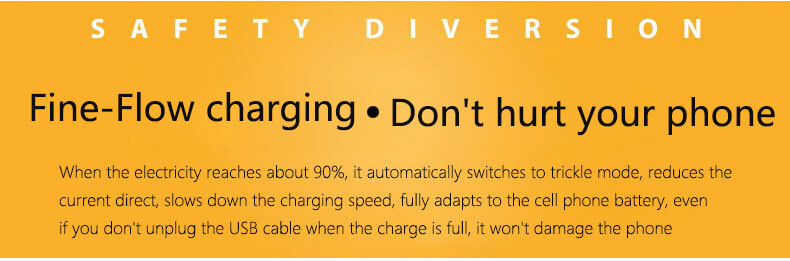 SAFETY DIVERSION
Fine-Flow charging • Don't hurt your phone
When the electricity reaches about 90%, it automatically switches to trickle mode, reduces the
current direct, slows down the charging speed, fully adapts to the cell phone battery, even
if you don't unplug the USB cable when the charge is full, it won't damage the phone